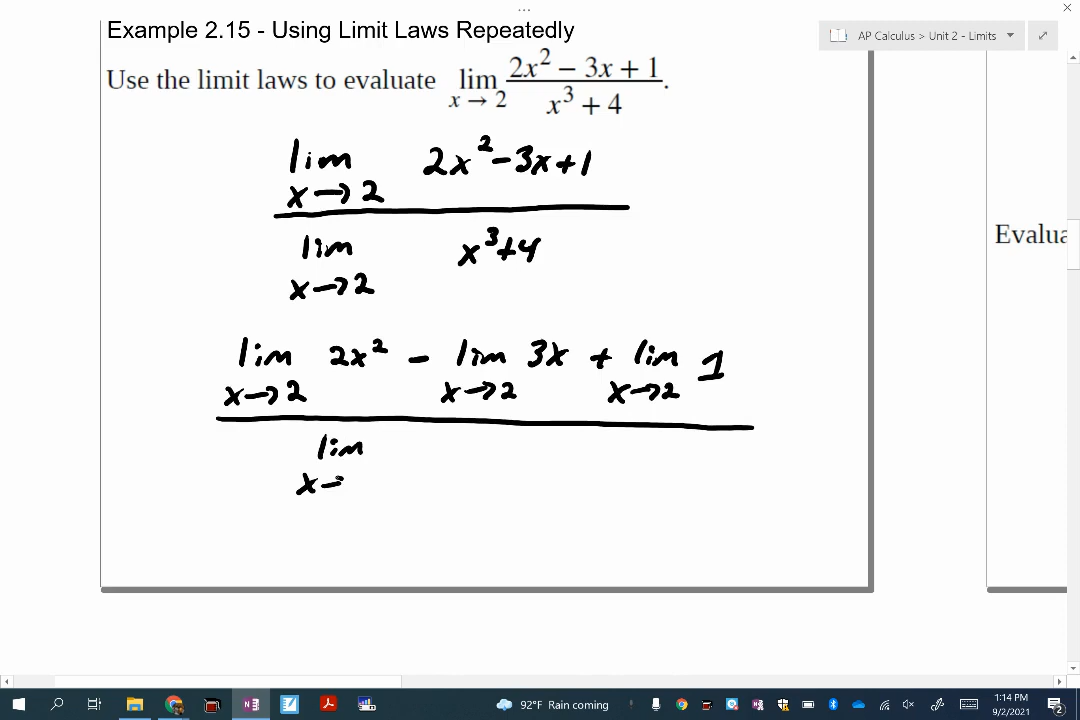 ...
Example 2.15 - Using Limit Laws Repeatedly
AP Calculus > Unit 2 - Limits
Use the limit laws to evaluate lim x → 2 (2x² − 3x + 1)/(x³ + 4).
lim 2x²-3x+1
x→2
lim x³+4
x→2
Evalua
lim 2x² - lim 3x + lim 1
x→2 x→2 x→2
lim
x-
92°F Rain coming
1:14 PM
9/2/2021
2